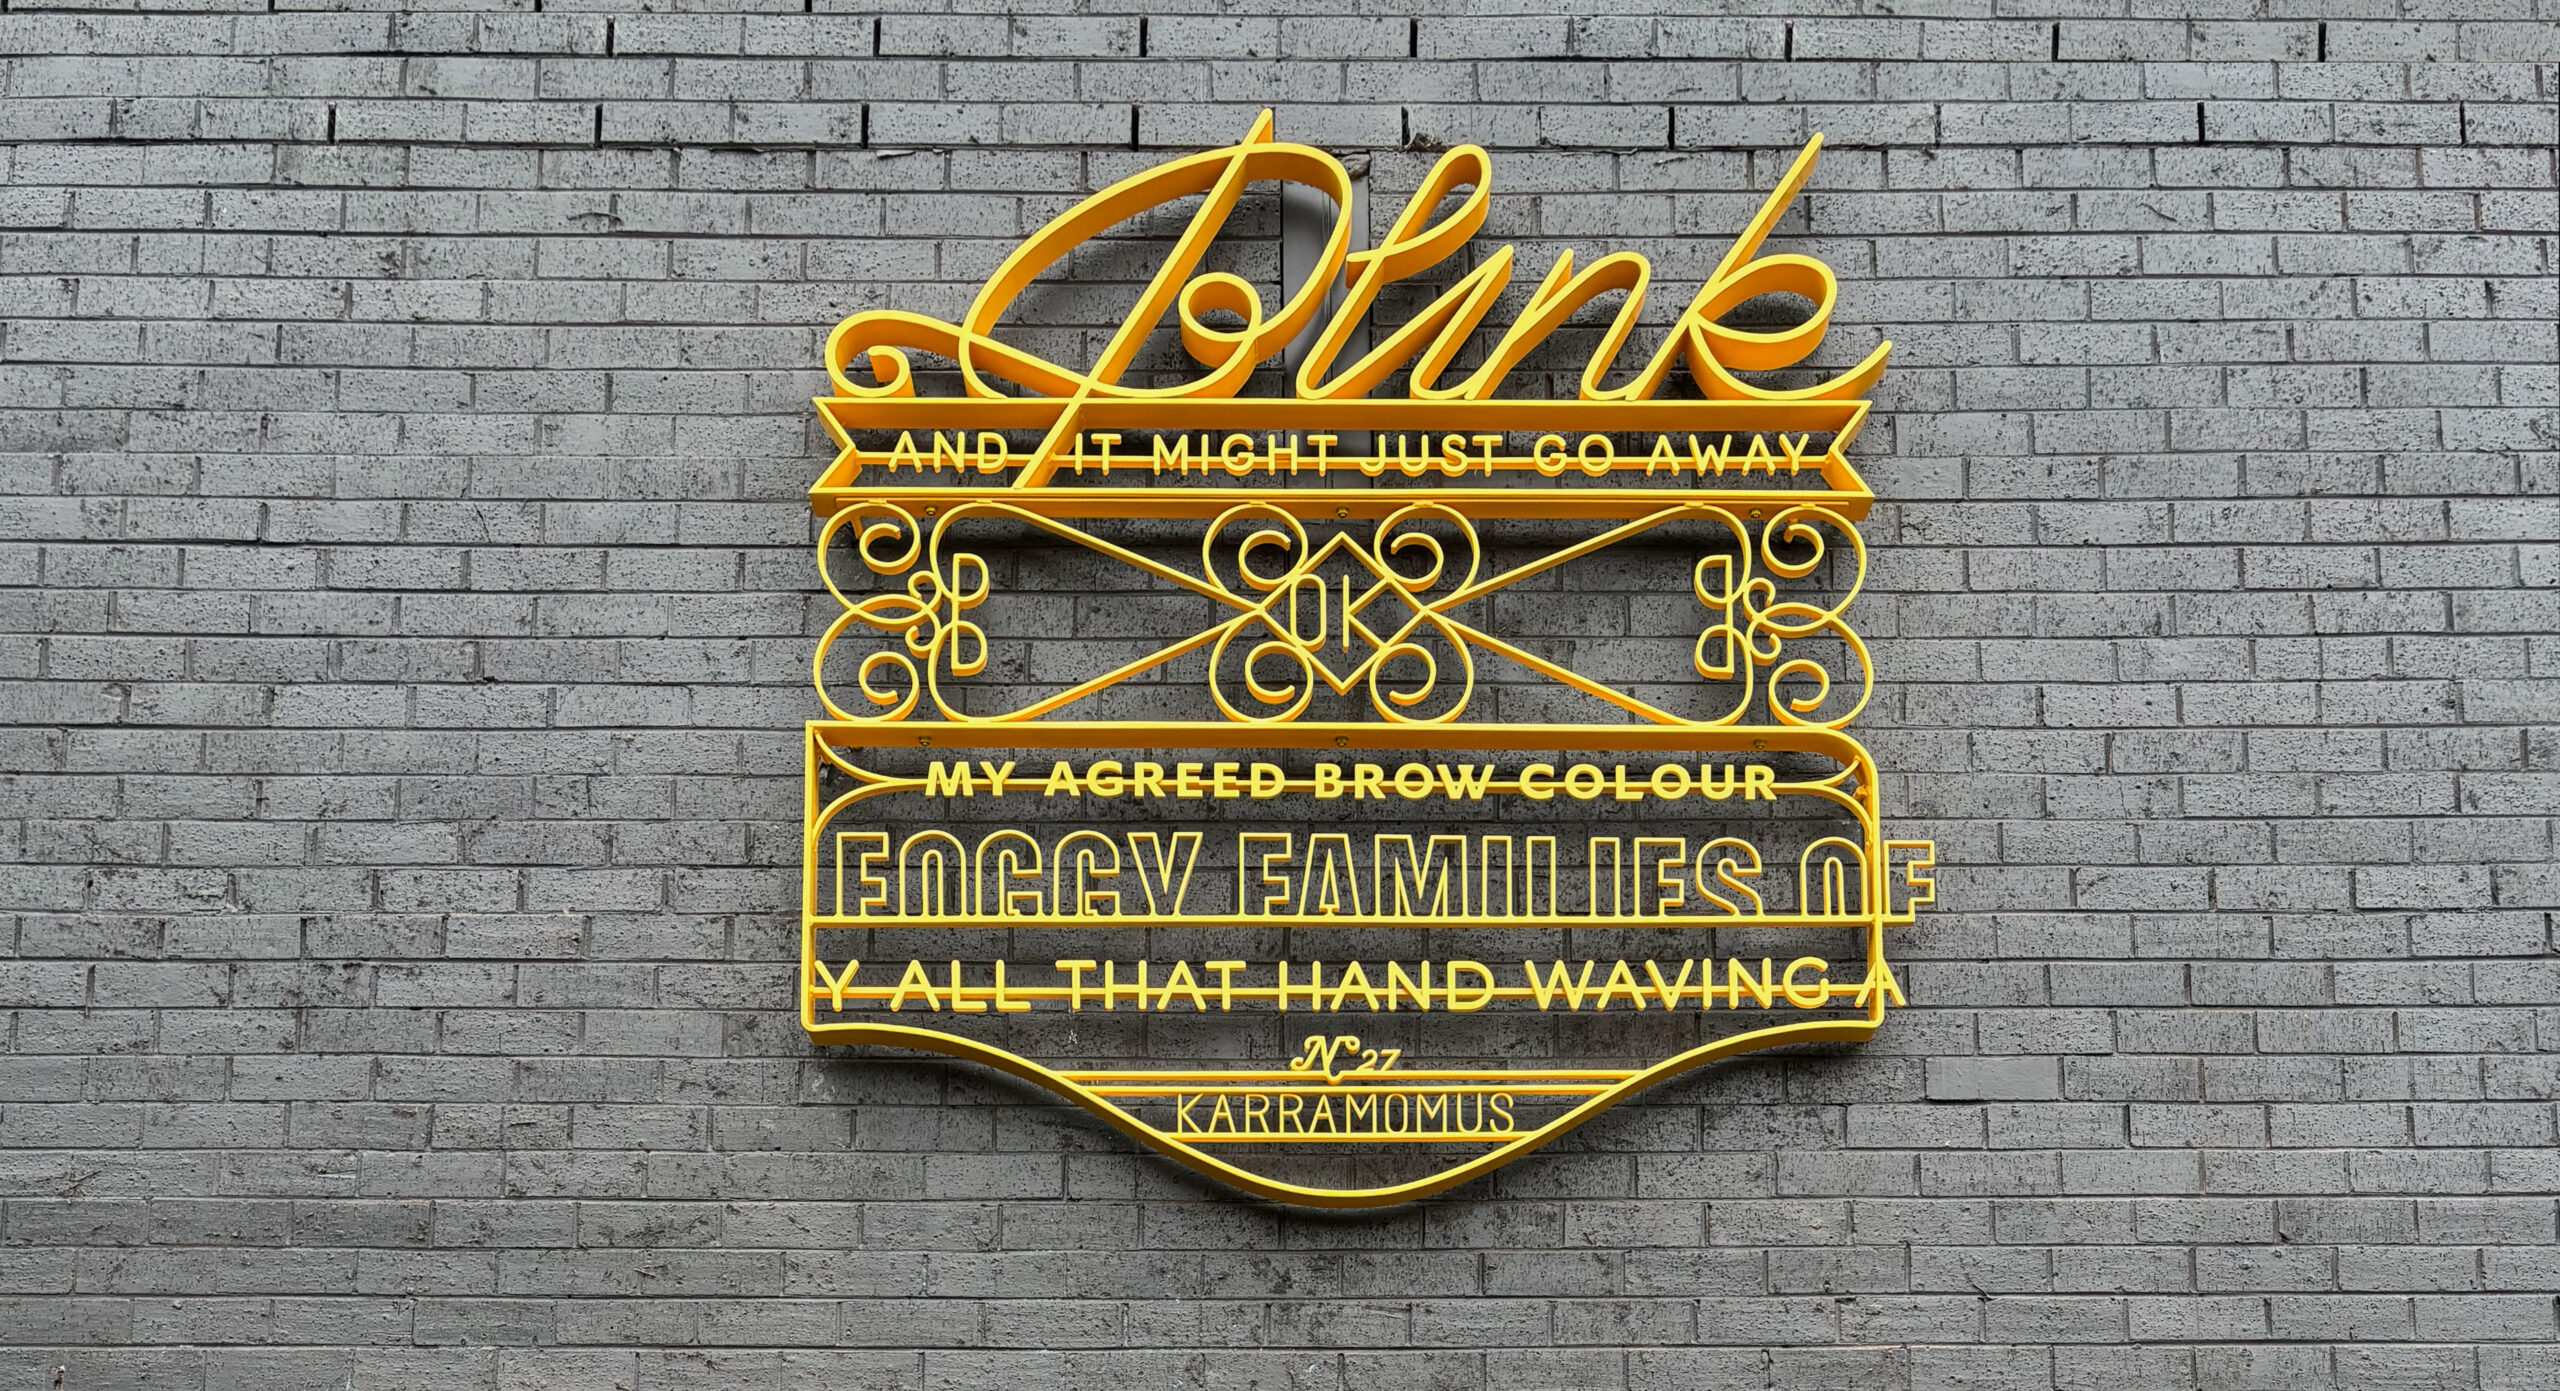 Blink
AND IT MIGHT JUST GO AWAY
OK
MY AGREED BROW COLOUR
FOGGY FAMILIES OF
Y ALL THAT HAND WAVING A
No 27
KARRAMOMUS